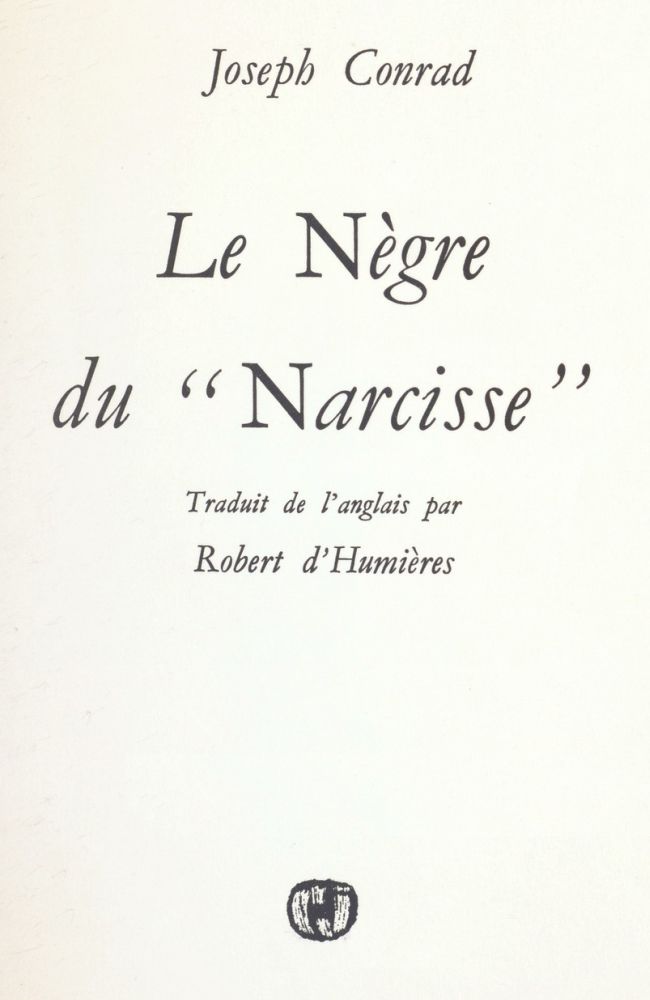 Joseph Conrad
Le Nègre
du “Narcisse”
Traduit de l’anglais par
Robert d’Humières